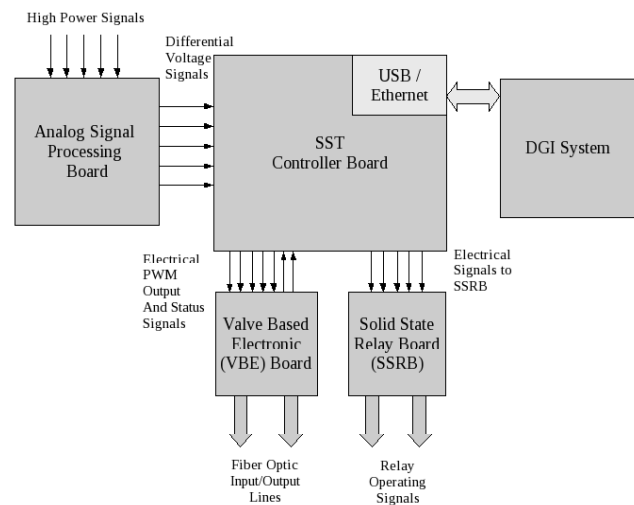 High Power Signals
Differential
Voltage
Signals
USB /
Ethernet
Analog Signal
Processing
Board
SST
Controller Board
DGI System
Electrical
PWM
Output
And Status
Signals
Electrical
Signals to
SSRB
Valve Based
Electronic
(VBE) Board
Solid State
Relay Board
(SSRB)
Fiber Optic
Input/Output
Lines
Relay
Operating
Signals